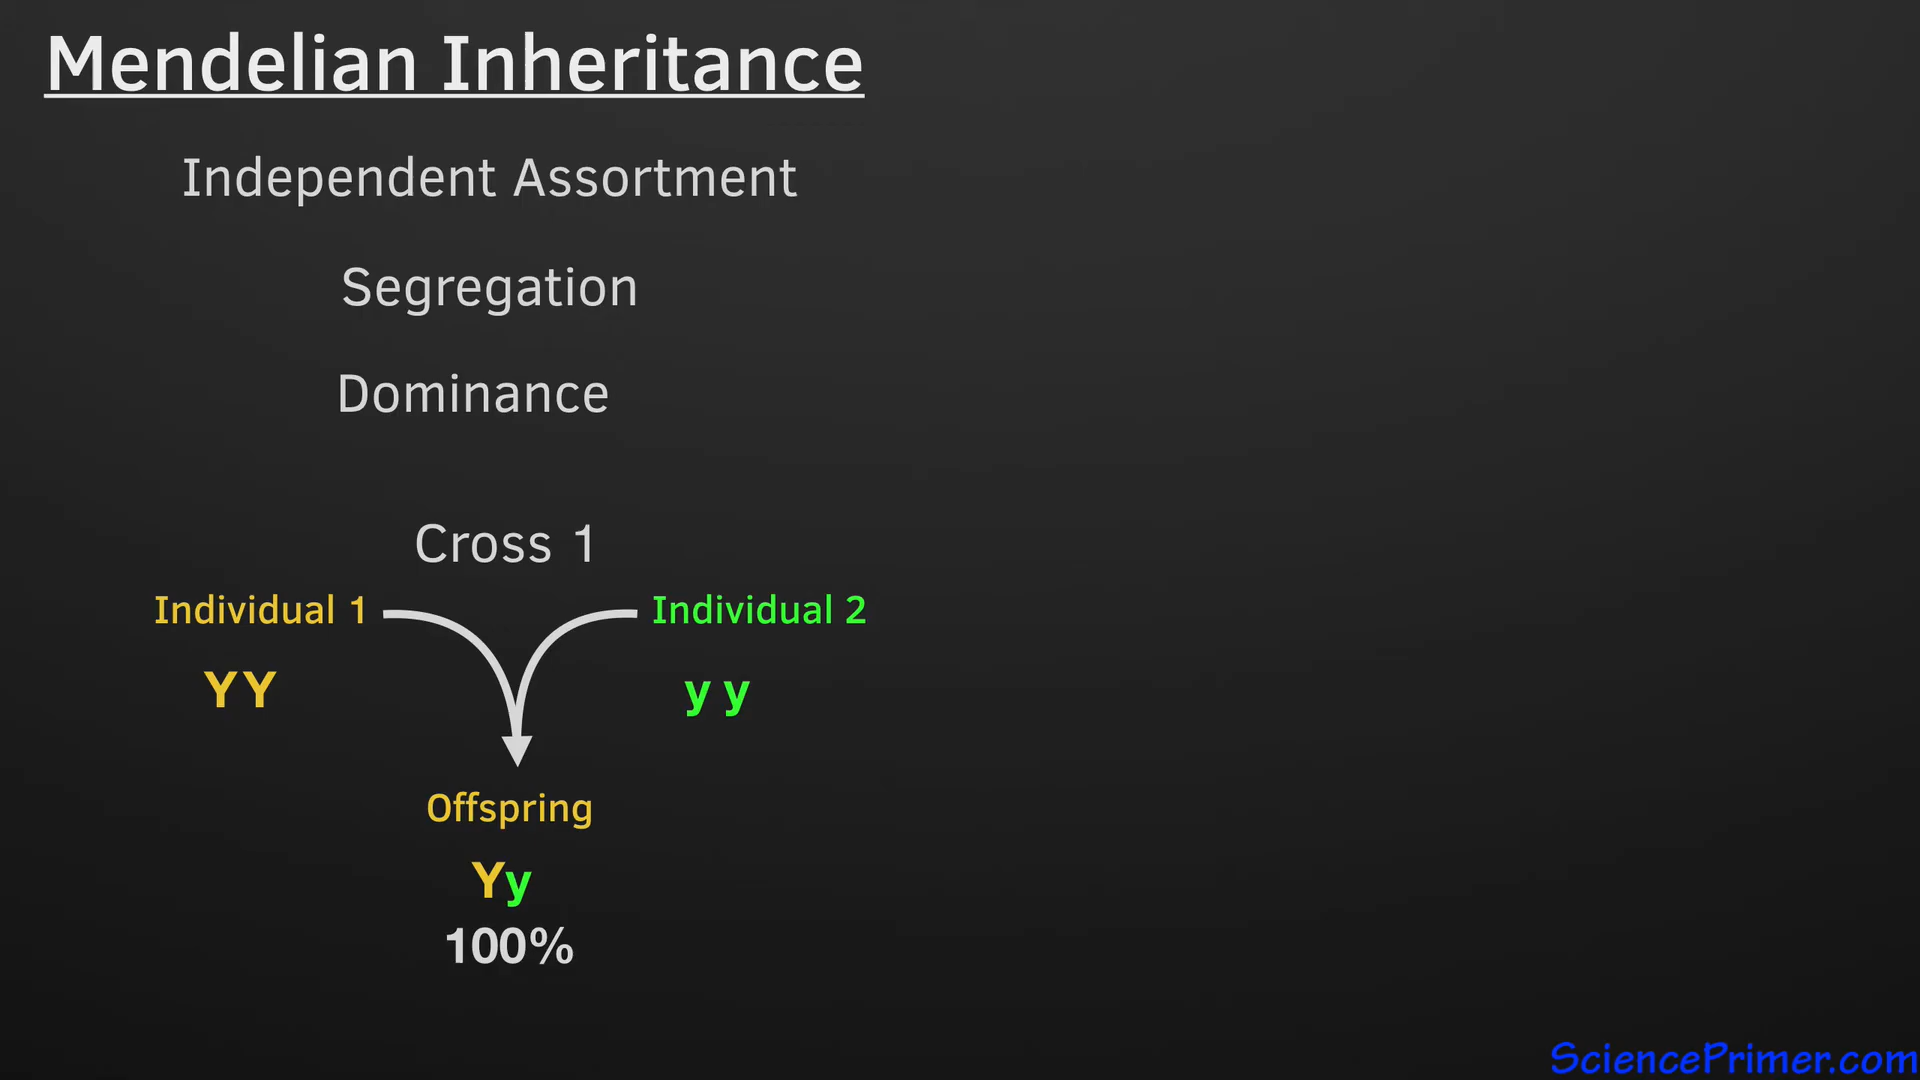 Mendelian Inheritance
Independent Assortment
Segregation
Dominance
Cross 1
Individual 1
Individual 2
YY
y y
Offspring
Yy
100%
SciencePrimer.com